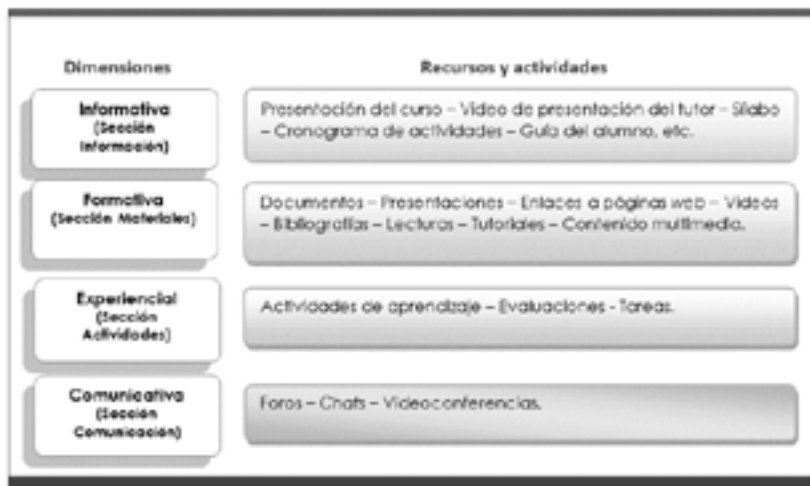 Dimensiones
Recursos y actividades
Informativa
(Sección
Información)
Presentación del curso – Video de presentación del tutor – Sílabo
– Cronograma de actividades – Guía del alumno, etc.
Formativa
(Sección Materiales)
Documentos – Presentaciones – Enlaces a páginas web – Videos
– Bibliografías – Lecturas – Tutoriales – Contenido multimedia.
Experiencial
(Sección
Actividades)
Actividades de aprendizaje – Evaluaciones - Tareas.
Comunicativa
(Sección
Comunicación)
Foros – Chats – Videoconferencias.